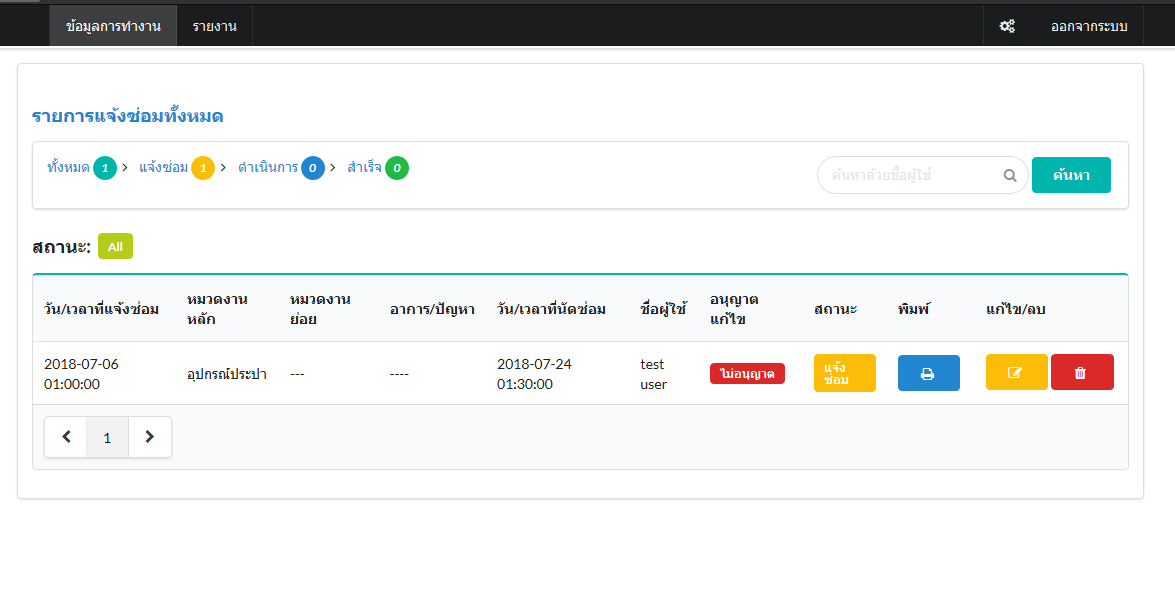 ข้อมูลการทำงาน รายงาน ออกจากระบบ
รายการแจ้งซ่อมทั้งหมด
ทั้งหมด 1 > แจ้งซ่อม 1 > ดำเนินการ 0 > สำเร็จ 0 ค้นหาด้วยชื่อผู้ใช้ ค้นหา
สถานะ: All
วัน/เวลาที่แจ้งซ่อม หมวดงานหลัก หมวดงานย่อย อาการ/ปัญหา วัน/เวลาที่นัดซ่อม ชื่อผู้ใช้ อนุญาตแก้ไข สถานะ พิมพ์ แก้ไข/ลบ
2018-07-06 01:00:00 อุปกรณ์ประปา --- ---- 2018-07-24 01:30:00 test user ไม่อนุญาต แจ้งซ่อม
1